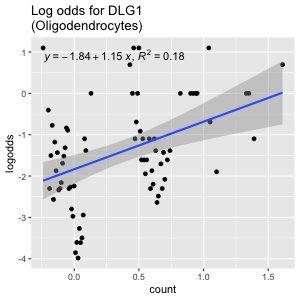 Log odds for DLG1
(Oligodendrocytes)
y = −1.84 + 1.15 x, R² = 0.18
logodds
1
0
-1
-2
-3
-4
0.0 0.5 1.0 1.5
count